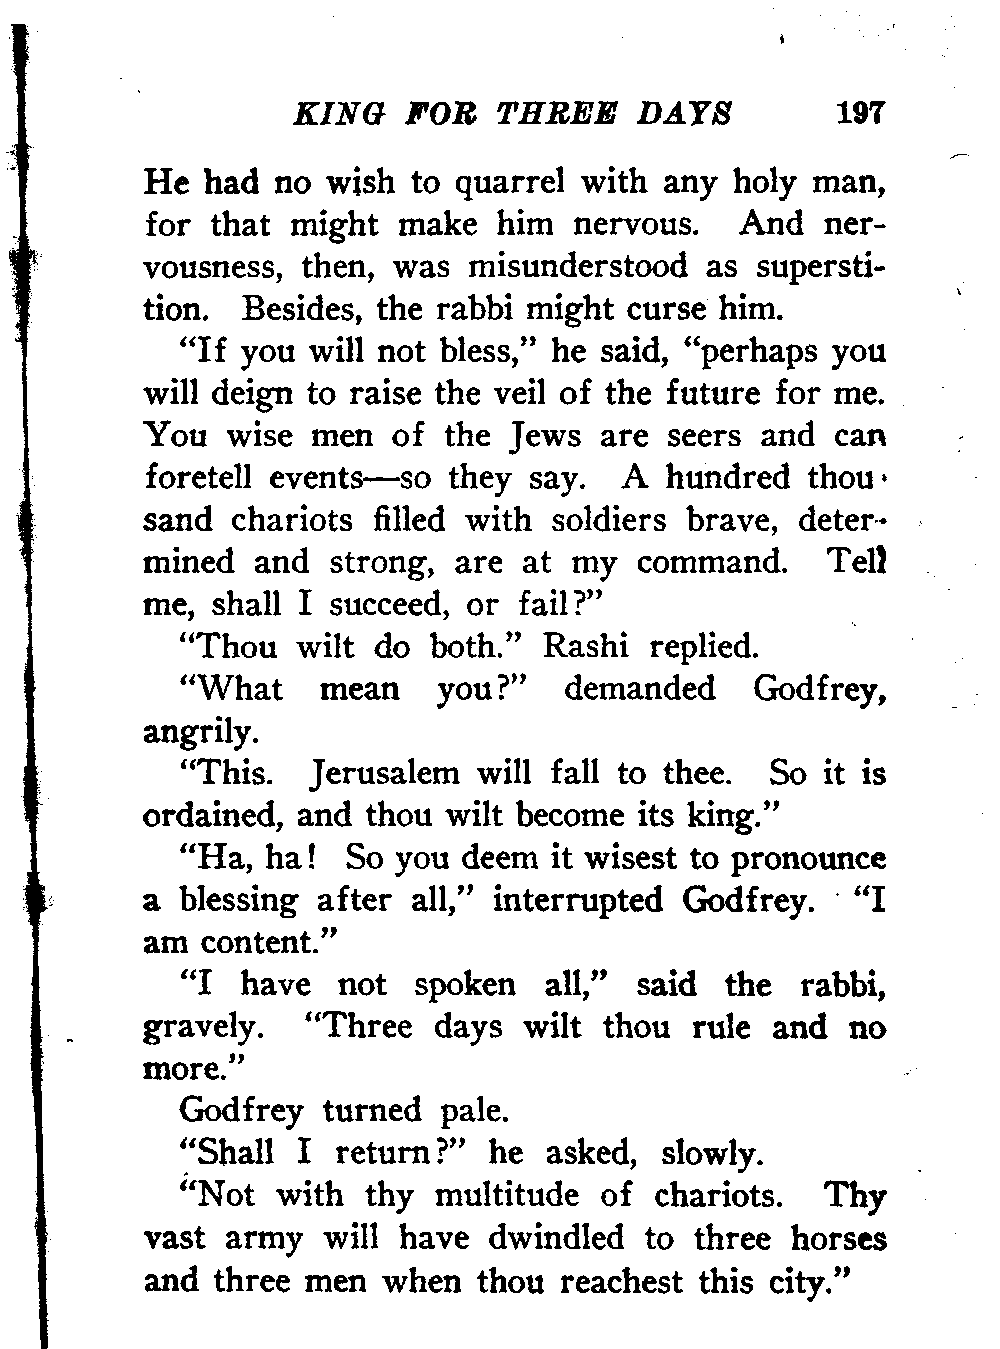 KING FOR THREE DAYS 197
He had no wish to quarrel with any holy man,
for that might make him nervous. And ner-
vousness, then, was misunderstood as supersti-
tion. Besides, the rabbi might curse him.
“If you will not bless,” he said, “perhaps you
will deign to raise the veil of the future for me.
You wise men of the Jews are seers and can
foretell events—so they say. A hundred thou-
sand chariots filled with soldiers brave, deter-
mined and strong, are at my command. Tell
me, shall I succeed, or fail?”
“Thou wilt do both.” Rashi replied.
“What mean you?” demanded Godfrey,
angrily.
“This. Jerusalem will fall to thee. So it is
ordained, and thou wilt become its king.”
“Ha, ha! So you deem it wisest to pronounce
a blessing after all,” interrupted Godfrey. “I
am content.”
“I have not spoken all,” said the rabbi,
gravely. “Three days wilt thou rule and no
more.”
Godfrey turned pale.
“Shall I return?” he asked, slowly.
“Not with thy multitude of chariots. Thy
vast army will have dwindled to three horses
and three men when thou reachest this city.”